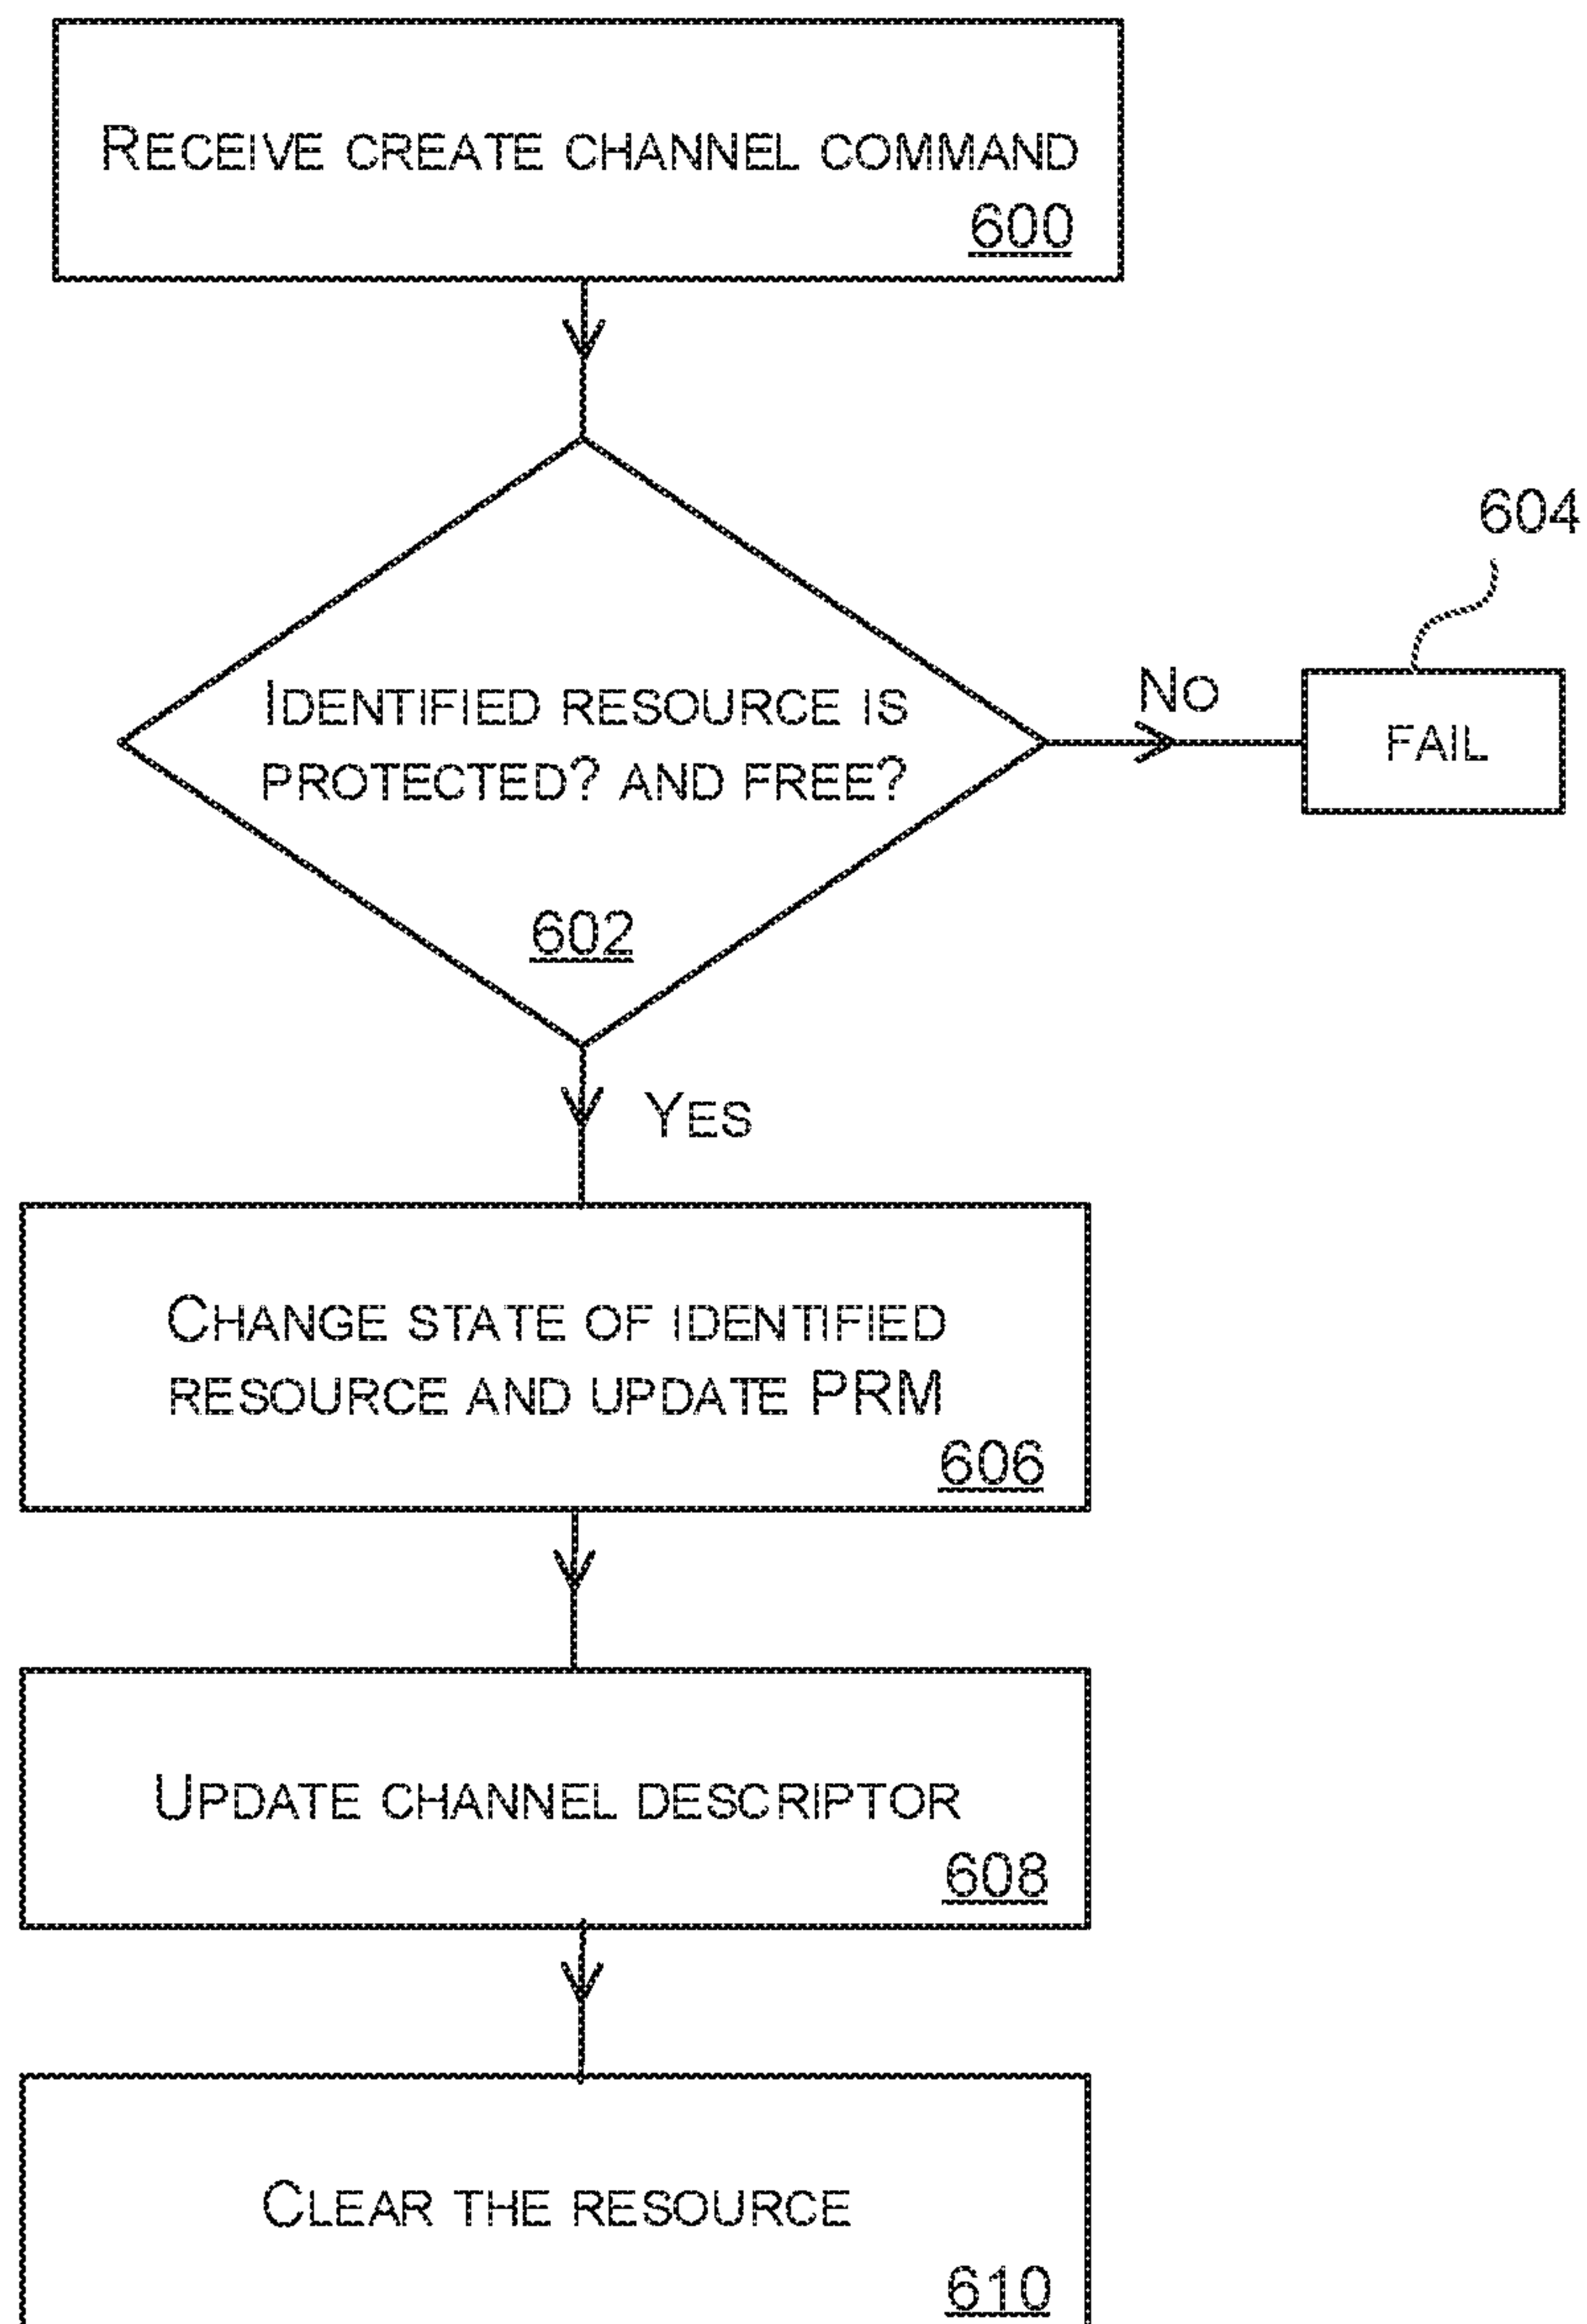 RECEIVE CREATE CHANNEL COMMAND
600
604
IDENTIFIED RESOURCE IS
PROTECTED? AND FREE?
NO
FAIL
602
YES
CHANGE STATE OF IDENTIFIED
RESOURCE AND UPDATE PRM
606
UPDATE CHANNEL DESCRIPTOR
608
CLEAR THE RESOURCE
610